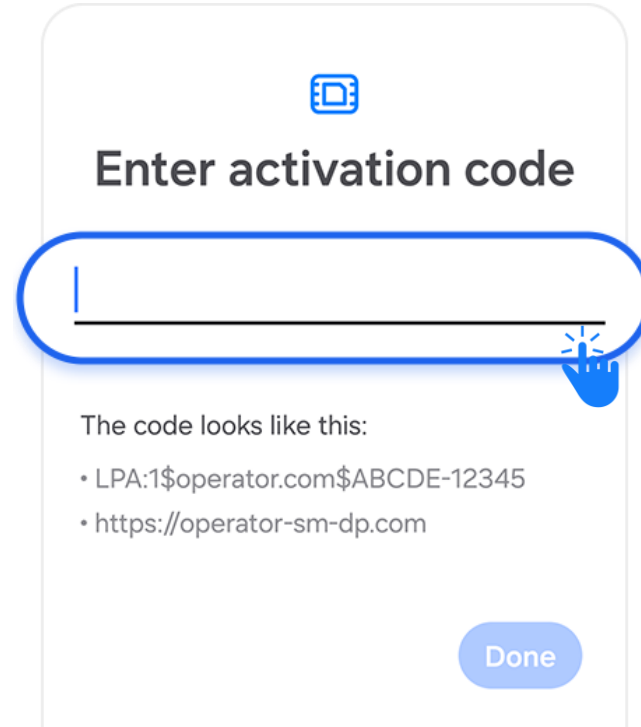 Enter activation code
The code looks like this:
• LPA:1$operator.com$ABCDE-12345
• https://operator-sm-dp.com
Done